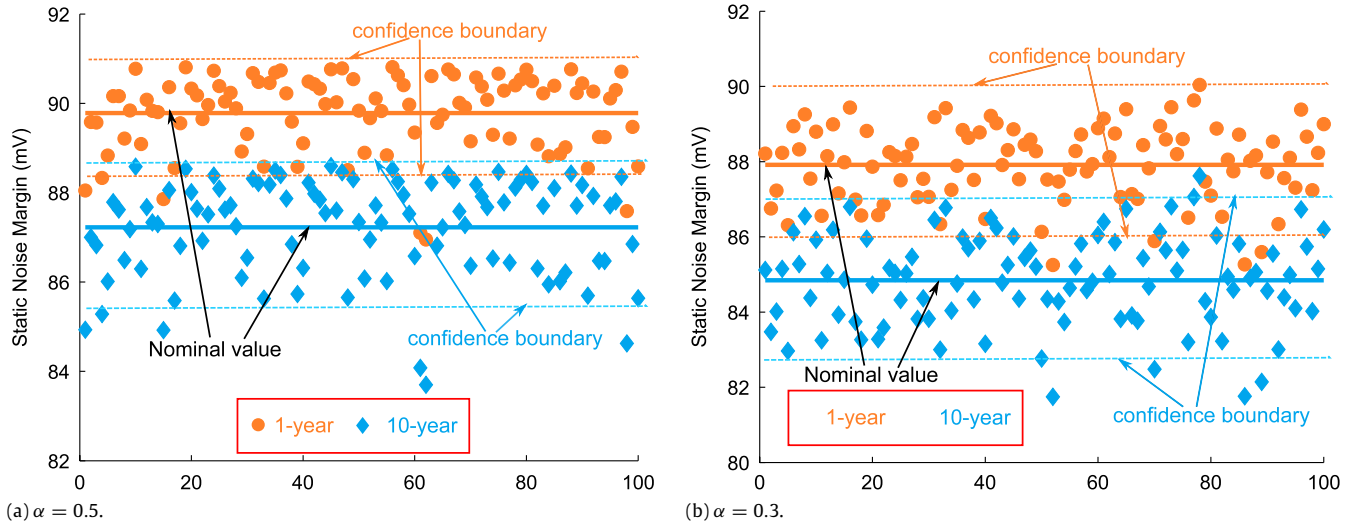 92
90
88
86
84
82
0
20
40
60
80
100
Static Noise Margin (mV)
confidence boundary
Nominal value
confidence boundary
1-year 10-year
(a) α = 0.5.
92
90
88
86
84
82
80
0
20
40
60
80
100
Static Noise Margin (mV)
confidence boundary
Nominal value
confidence boundary
1-year 10-year
(b) α = 0.3.